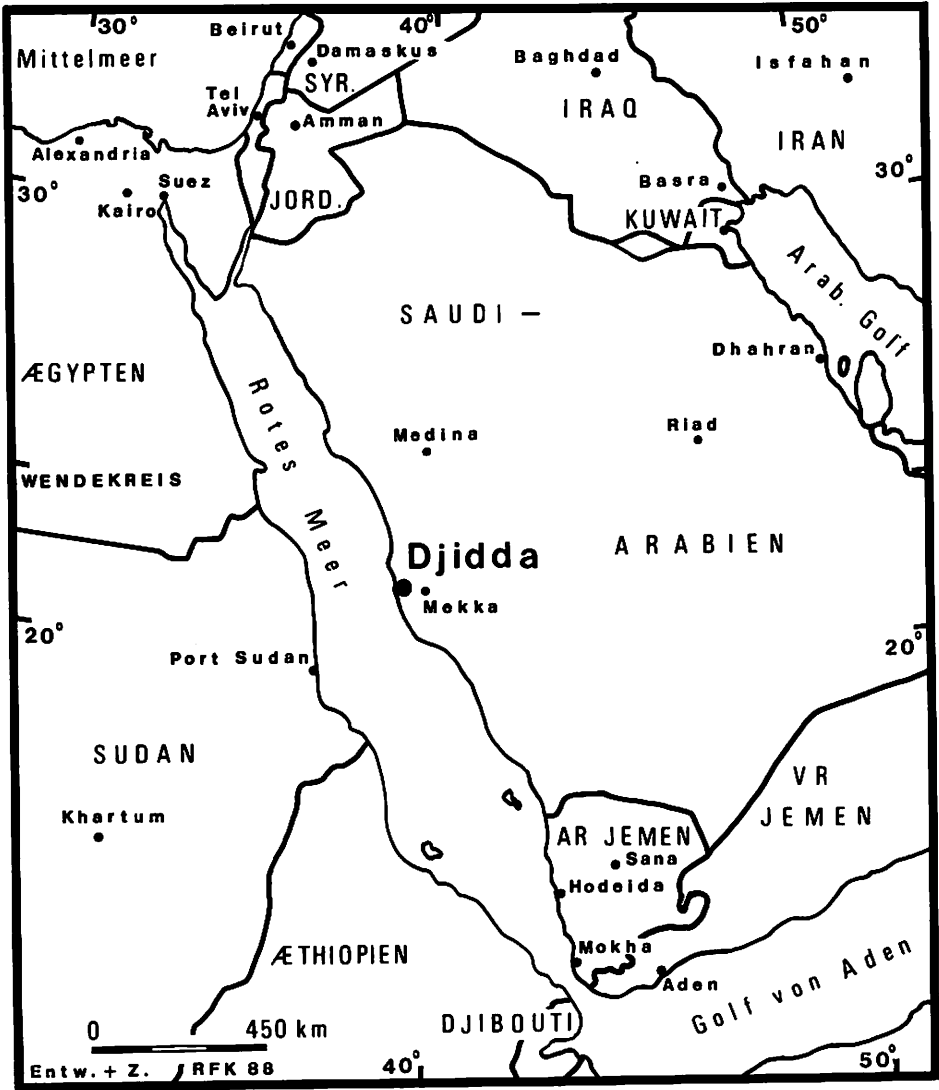 30°
40°
50°
Beirut
Mittelmeer
Damaskus
SYR.
Baghdad
Isfahan
Tel
Aviv
Amman
IRAQ
IRAN
Alexandria
30°
Suez
Kairo
JORD.
Basra
30°
KUWAIT
Arab. Golf
SAUDI —
Dhahran
ÆGYPTEN
Rotes Meer
Medina
Riad
WENDEKREIS
Djidda
ARABIEN
Mekka
20°
20°
Port Sudan
SUDAN
VR
JEMEN
Khartum
AR JEMEN
Sana
Hodeida
Mokha
ÆTHIOPIEN
Aden
Golf von Aden
DJIBOUTI
0 450 km
Entw. + Z. RFK 88
40°
50°